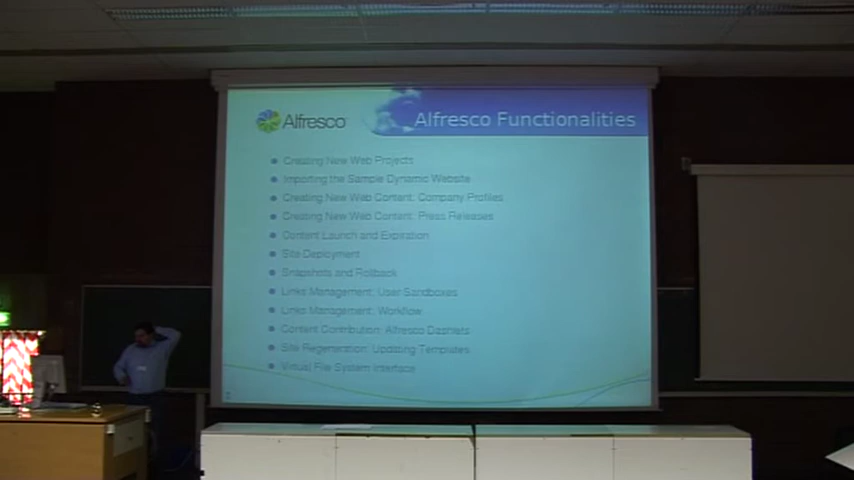 Alfresco
Alfresco Functionalities
Creating New Web Projects
Importing the Sample Dynamic Website
Creating New Web Content: Company Profiles
Creating New Web Content: Press Releases
Content Launch and Expiration
Site Deployment
Snapshots and Rollback
Links Management: User Sandboxes
Links Management: Workflow
Content Contribution: Alfresco Dashlets
Site Regeneration: Updating Templates
Virtual File System Interface